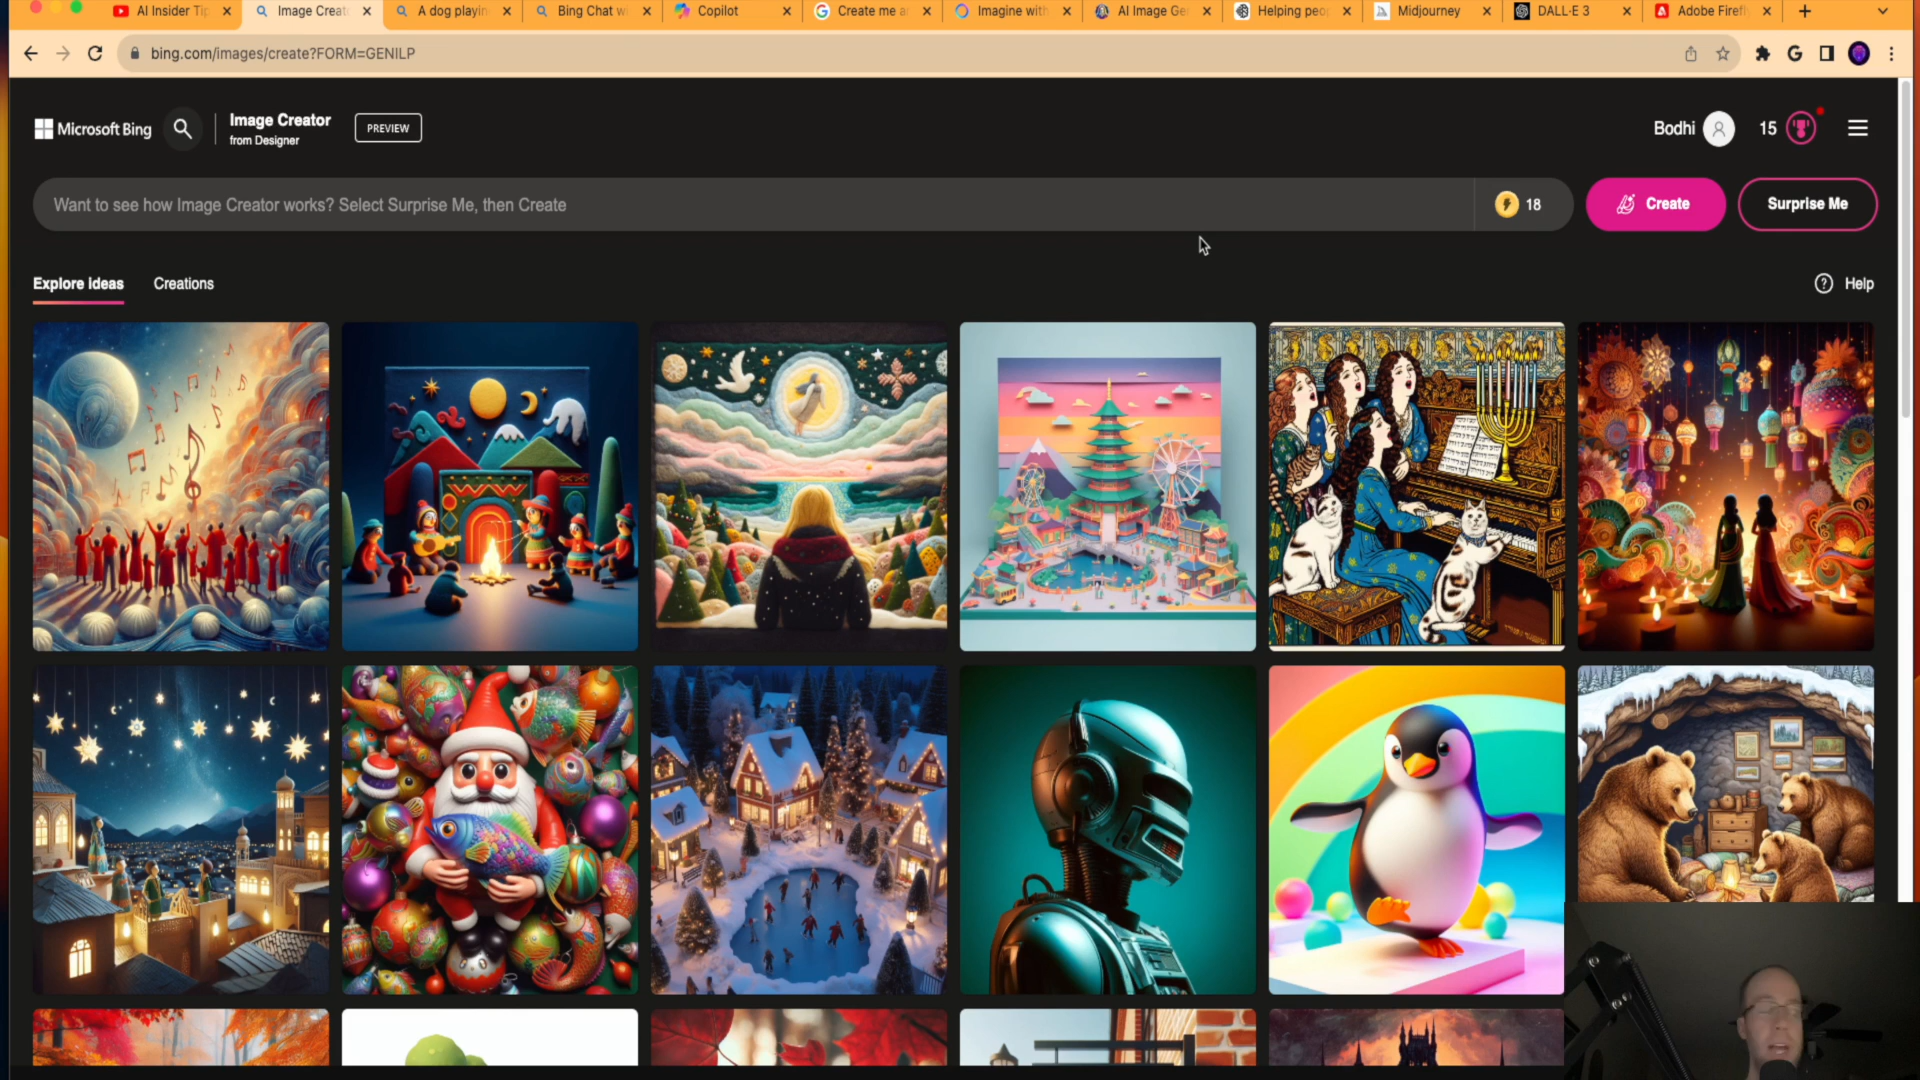 AI Insider Ti
Image Creat
A dog playin
Bing Chat w
Copilot
Create me a
Imagine with
AI Image Ge
Helping peo
Midjourney
DALL·E 3
Adobe Firefl
bing.com/images/create?FORM=GENILP
Microsoft Bing
Image Creator
from Designer
PREVIEW
Bodhi
15
Want to see how Image Creator works? Select Surprise Me, then Create
18
Create
Surprise Me
Explore ideas
Creations
Help